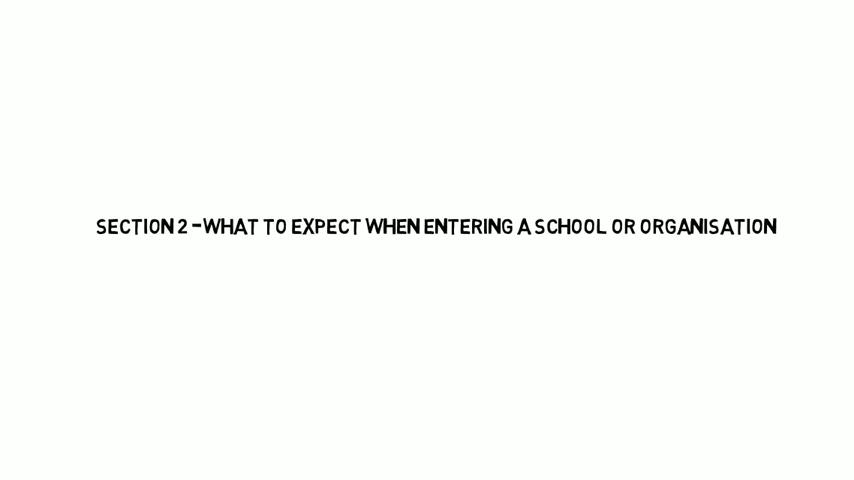 SECTION 2 - WHAT TO EXPECT WHEN ENTERING A SCHOOL OR ORGANISATION